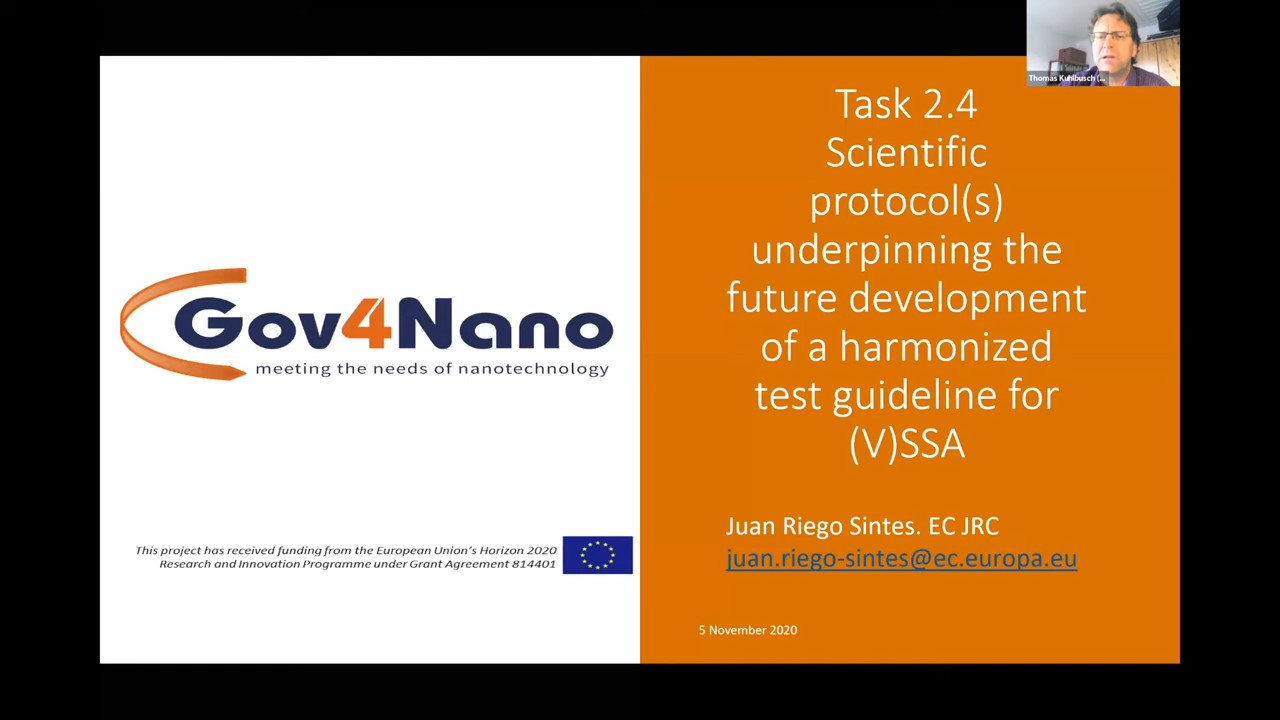 Thomas Kuhlbusch (...
Gov4Nano
meeting the needs of nanotechnology
This project has received funding from the European Union's Horizon 2020
Research and Innovation Programme under Grant Agreement 814401
Task 2.4
Scientific
protocol(s)
underpinning the
future development
of a harmonized
test guideline for
(V)SSA
Juan Riego Sintes. EC JRC
juan.riego-sintes@ec.europa.eu
5 November 2020